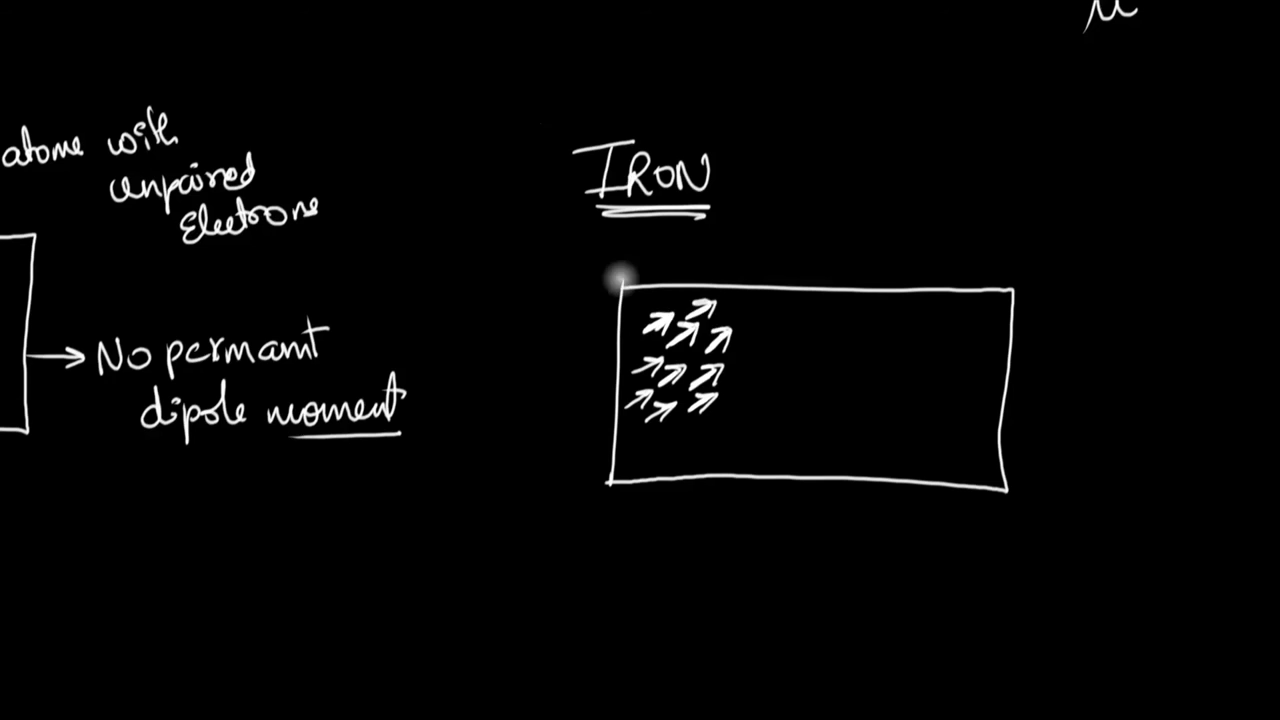 μ
atoms with
unpaired
Electrons
IRON
No permant
dipole moment